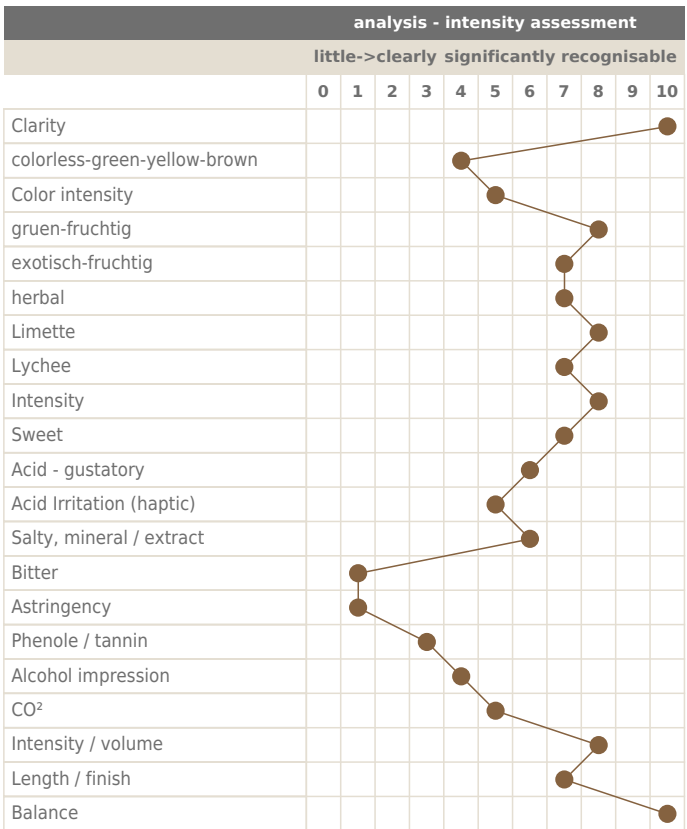 analysis - intensity assessment
little->clearly significantly recognisable
0 1 2 3 4 5 6 7 8 9 10
Clarity
colorless-green-yellow-brown
Color intensity
gruen-fruchtig
exotisch-fruchtig
herbal
Limette
Lychee
Intensity
Sweet
Acid - gustatory
Acid Irritation (haptic)
Salty, mineral / extract
Bitter
Astringency
Phenole / tannin
Alcohol impression
CO²
Intensity / volume
Length / finish
Balance